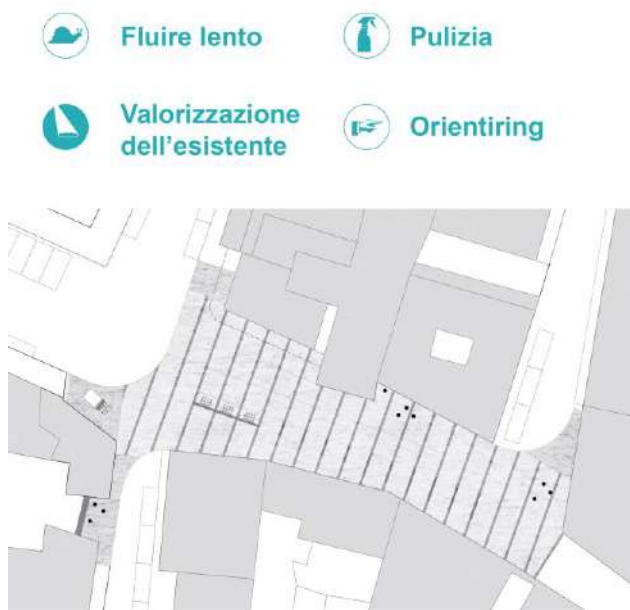 Fluire lento
Pulizia
Valorizzazione
dell'esistente
Orientiring